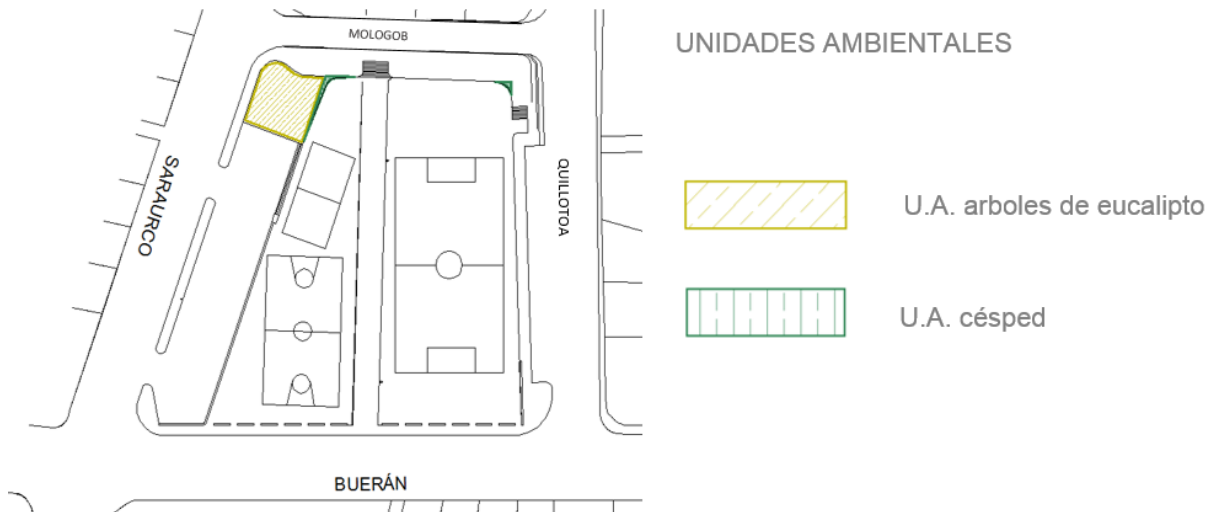 MOLOGOB
UNIDADES AMBIENTALES
SARAURCO
QUILLOTOA
U.A. arboles de eucalipto
U.A. césped
BUERÁN